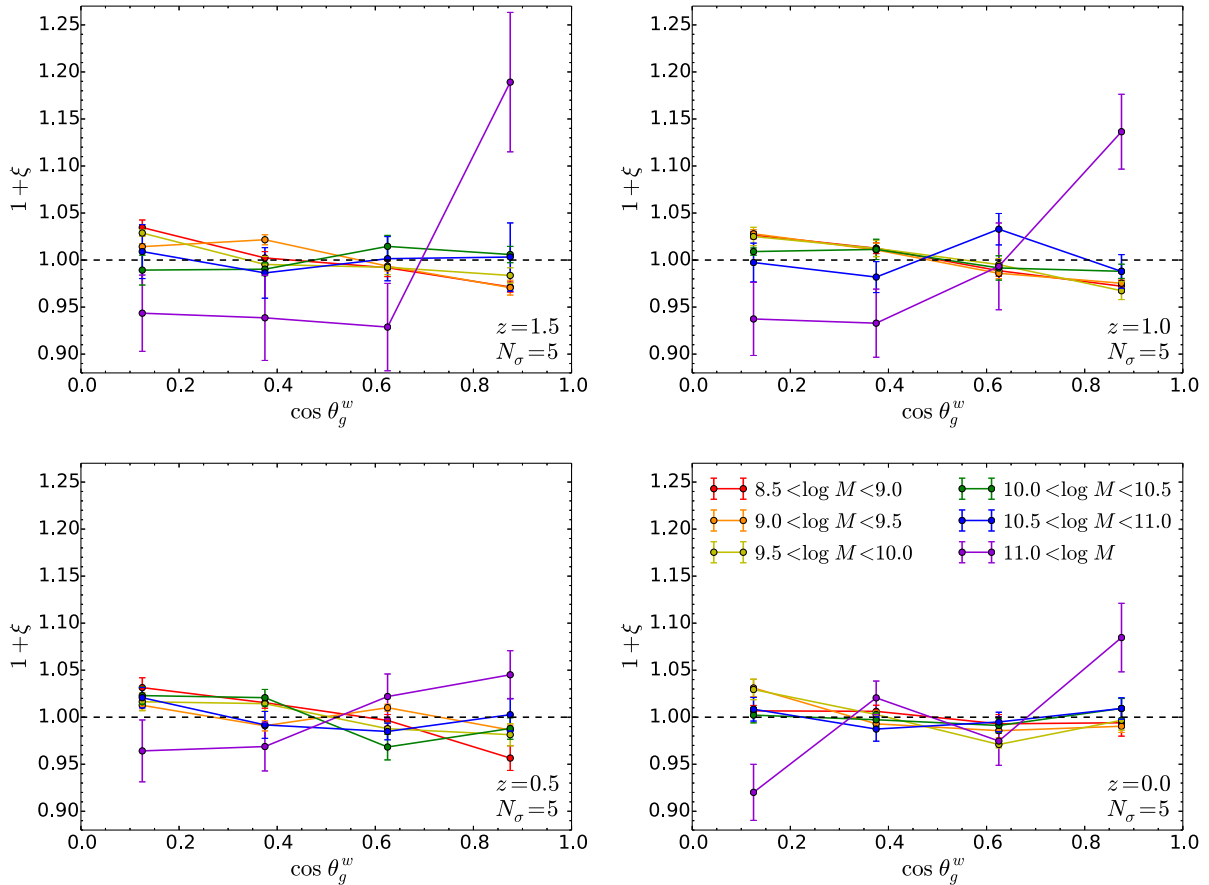 1.25
1.20
1.15
1.10
1.05
1.00
0.95
0.90
1 + ξ
z = 1.5
N_σ = 5
0.0 0.2 0.4 0.6 0.8 1.0
cos θ_g^w
1.25
1.20
1.15
1.10
1.05
1.00
0.95
0.90
1 + ξ
z = 1.0
N_σ = 5
0.0 0.2 0.4 0.6 0.8 1.0
cos θ_g^w
1.25
1.20
1.15
1.10
1.05
1.00
0.95
0.90
1 + ξ
z = 0.5
N_σ = 5
0.0 0.2 0.4 0.6 0.8 1.0
cos θ_g^w
1.25
1.20
1.15
1.10
1.05
1.00
0.95
0.90
1 + ξ
8.5 < log M < 9.0
9.0 < log M < 9.5
9.5 < log M < 10.0
10.0 < log M < 10.5
10.5 < log M < 11.0
11.0 < log M
z = 0.0
N_σ = 5
0.0 0.2 0.4 0.6 0.8 1.0
cos θ_g^w